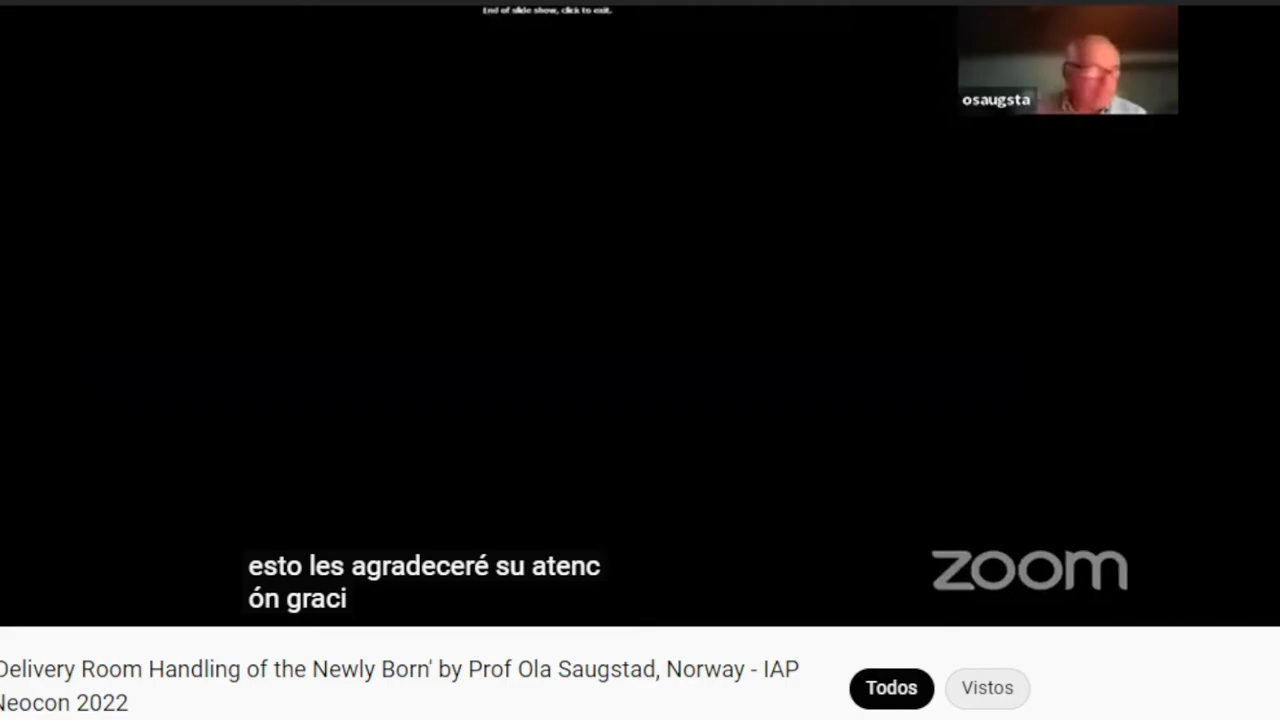 End of slide show, click to exit.
osaugsta
esto les agradeceré su atenc
ón graci
zoom
Delivery Room Handling of the Newly Born' by Prof Ola Saugstad, Norway - IAP
Neocon 2022
Todos
Vistos